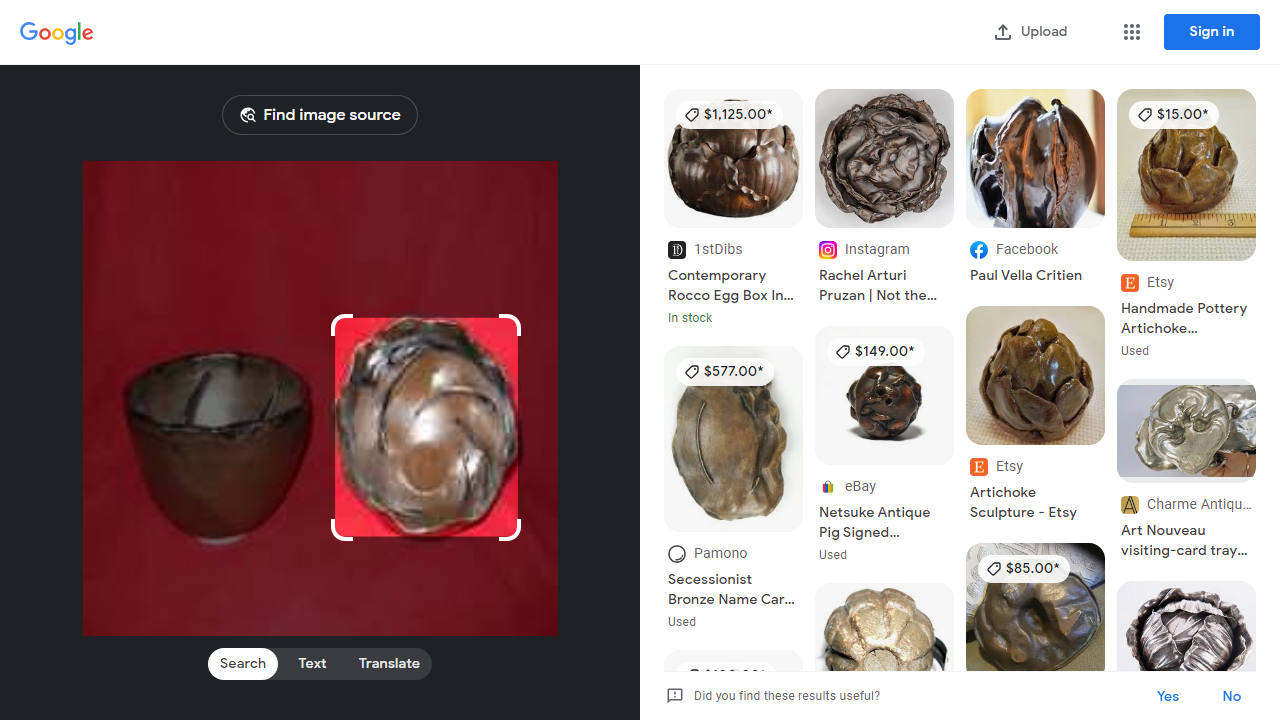 Google
Upload
Sign in
Find image source
Search
Text
Translate
$1,125.00*
1stDibs
Contemporary
Rocco Egg Box In...
In stock
$577.00*
Pamono
Secessionist
Bronze Name Car...
Used
Instagram
Rachel Arturi
Pruzan | Not the...
$149.00*
eBay
Netsuke Antique
Pig Signed...
Used
Facebook
Paul Vella Critien
Etsy
Artichoke
Sculpture - Etsy
$85.00*
$15.00*
Etsy
Handmade Pottery
Artichoke...
Used
Charme Antiqu...
Art Nouveau
visiting-card tray...
Did you find these results useful?
Yes
No